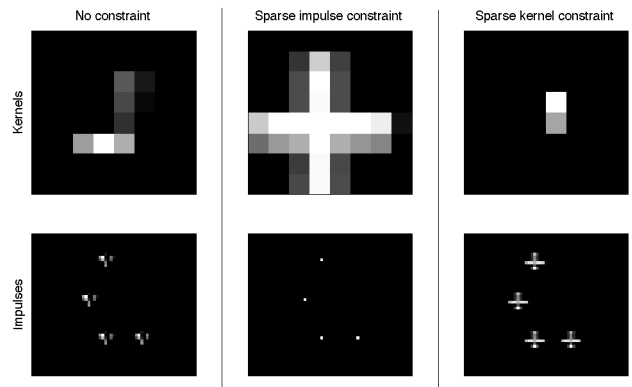 No constraint
Sparse impulse constraint
Sparse kernel constraint
Kernels
Impulses